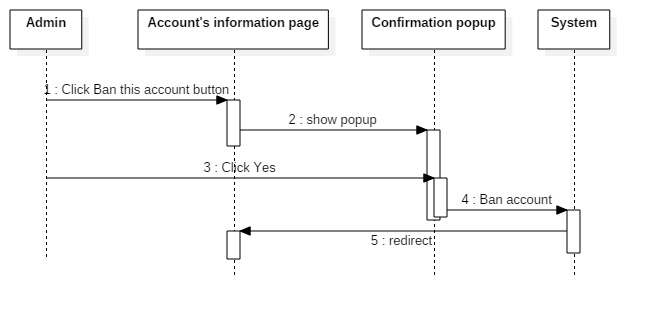 Admin
Account's information page
Confirmation popup
System
1 : Click Ban this account button
2 : show popup
3 : Click Yes
4 : Ban account
5 : redirect